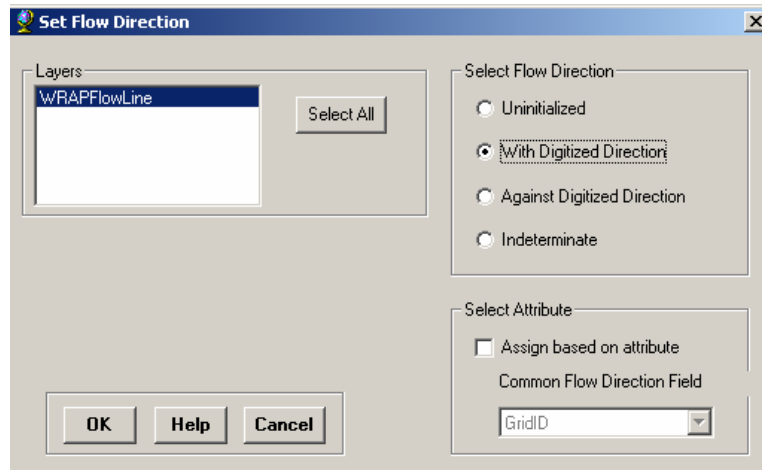 Set Flow Direction
Layers
WRAPFlowLine
Select All
Select Flow Direction
Uninitialized
With Digitized Direction
Against Digitized Direction
Indeterminate
Select Attribute
Assign based on attribute
Common Flow Direction Field
GridID
OK
Help
Cancel